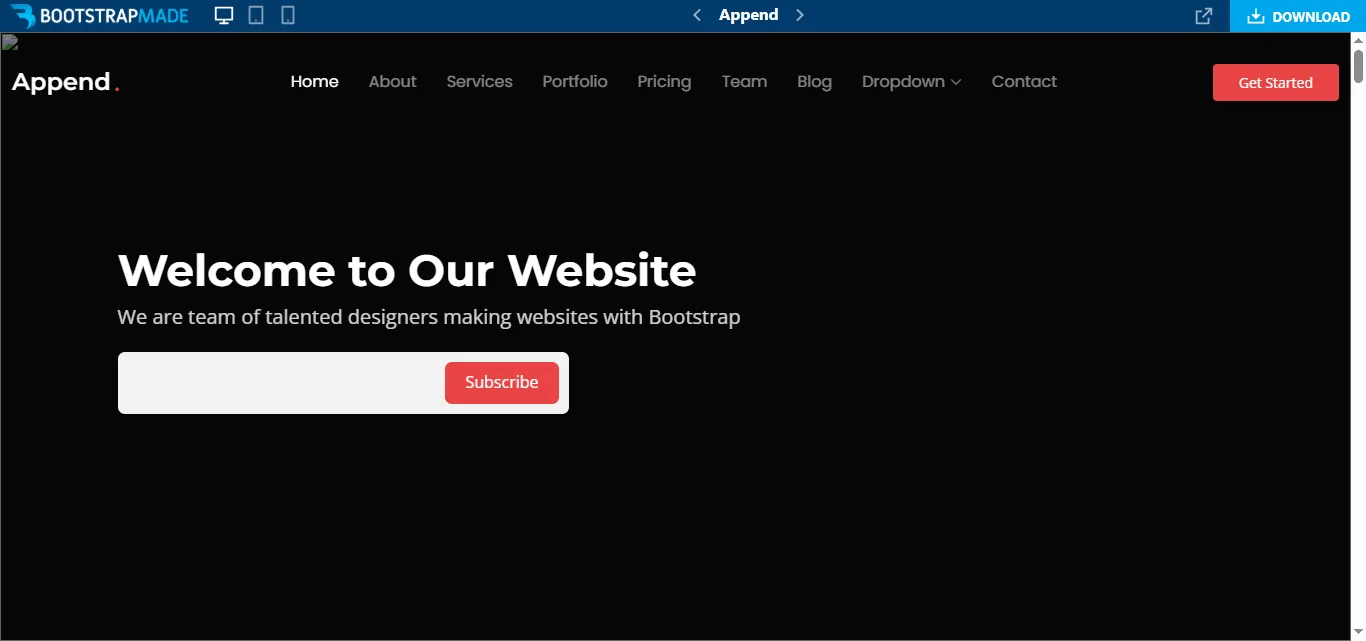 BOOTSTRAPMADE
Append
DOWNLOAD
Append.
Home About Services Portfolio Pricing Team Blog Dropdown Contact
Get Started
Welcome to Our Website
We are team of talented designers making websites with Bootstrap
Subscribe